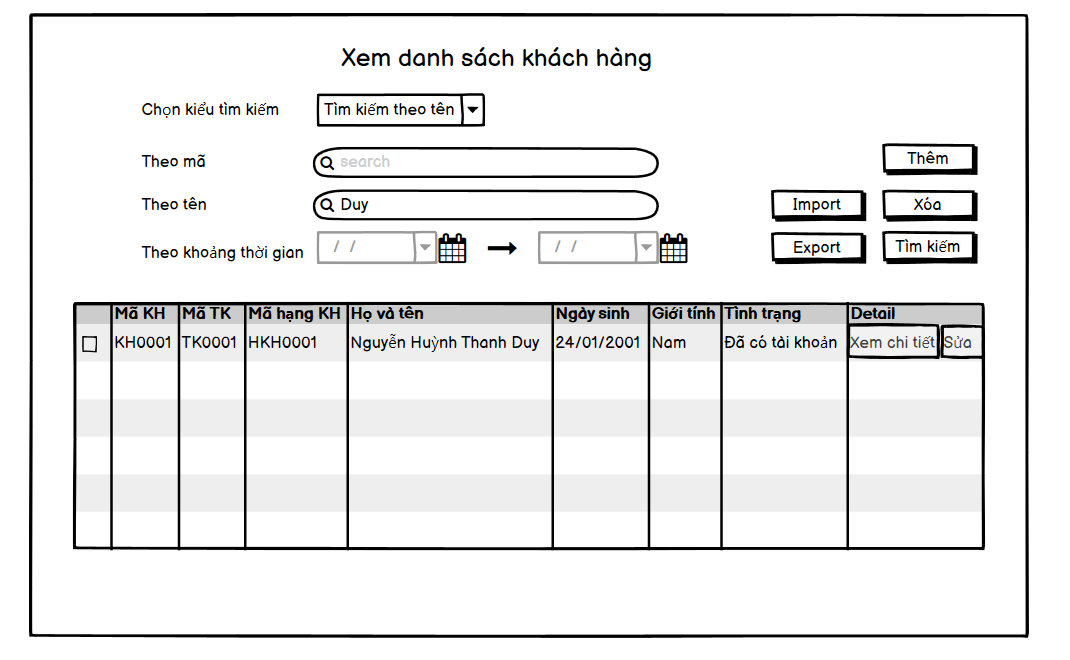 Xem danh sách khách hàng
Chọn kiểu tìm kiếm Tìm kiếm theo tên
Theo mã search Thêm
Theo tên Duy Import Xóa
Theo khoảng thời gian / / / / Export Tìm kiếm
Mã KH Mã TK Mã hạng KH Họ và tên Ngày sinh Giới tính Tình trạng Detail
KH0001 TK0001 HKH0001 Nguyễn Huỳnh Thanh Duy 24/01/2001 Nam Đã có tài khoản Xem chi tiết Sửa